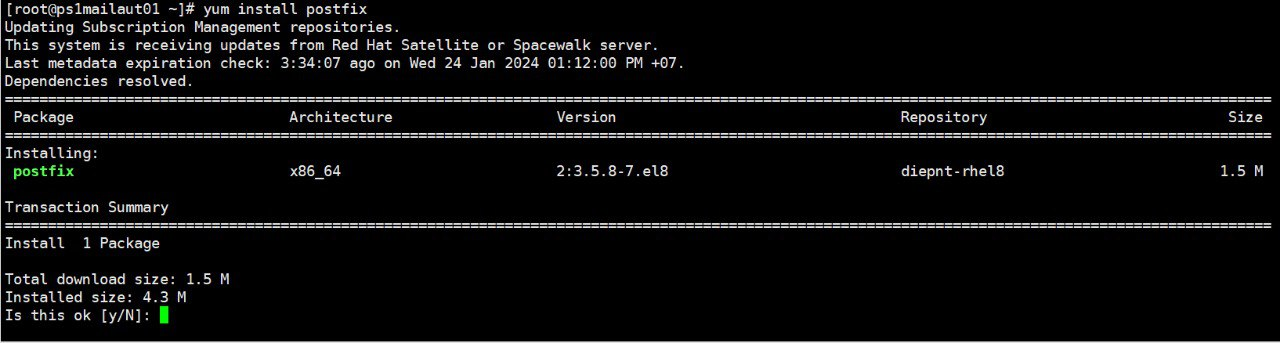 [root@ps1mailaut01 ~]# yum install postfix
Updating Subscription Management repositories.
This system is receiving updates from Red Hat Satellite or Spacewalk server.
Last metadata expiration check: 3:34:07 ago on Wed 24 Jan 2024 01:12:00 PM +07.
Dependencies resolved.
================================================================================
Package Architecture Version Repository Size
================================================================================
Installing:
postfix x86_64 2:3.5.8-7.el8 diepnt-rhel8 1.5 M
Transaction Summary
================================================================================
Install  1 Package
Total download size: 1.5 M
Installed size: 4.3 M
Is this ok [y/N]: